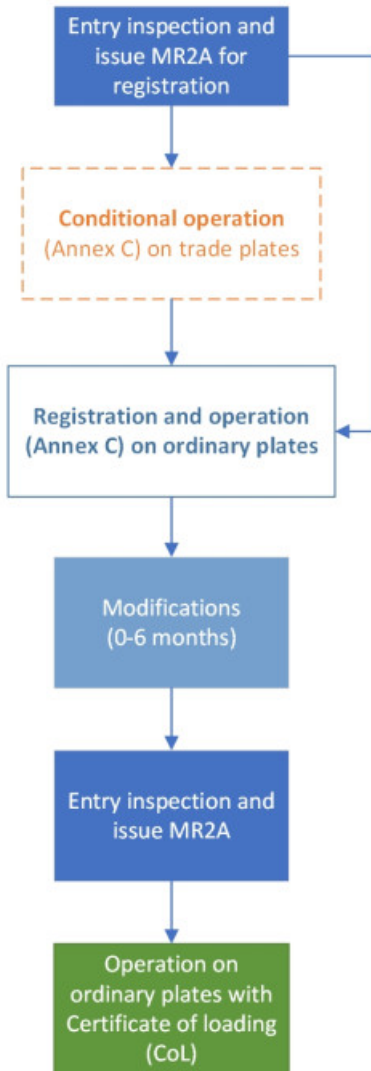 Entry inspection and
issue MR2A for
registration
Conditional operation
(Annex C) on trade plates
Registration and operation
(Annex C) on ordinary plates
Modifications
(0-6 months)
Entry inspection and
issue MR2A
Operation on
ordinary plates with
Certificate of loading
(CoL)